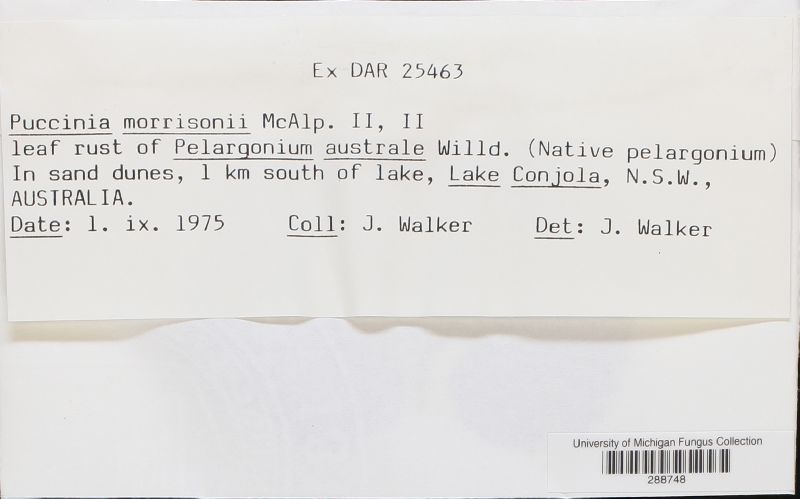 Ex DAR 25463
Puccinia morrisonii McAlp. II, II
leaf rust of Pelargonium australe Willd. (Native pelargonium)
In sand dunes, 1 km south of lake, Lake Conjola, N.S.W.,
AUSTRALIA.
Date: 1. ix. 1975 Coll: J. Walker Det: J. Walker
University of Michigan Fungus Collection
288748